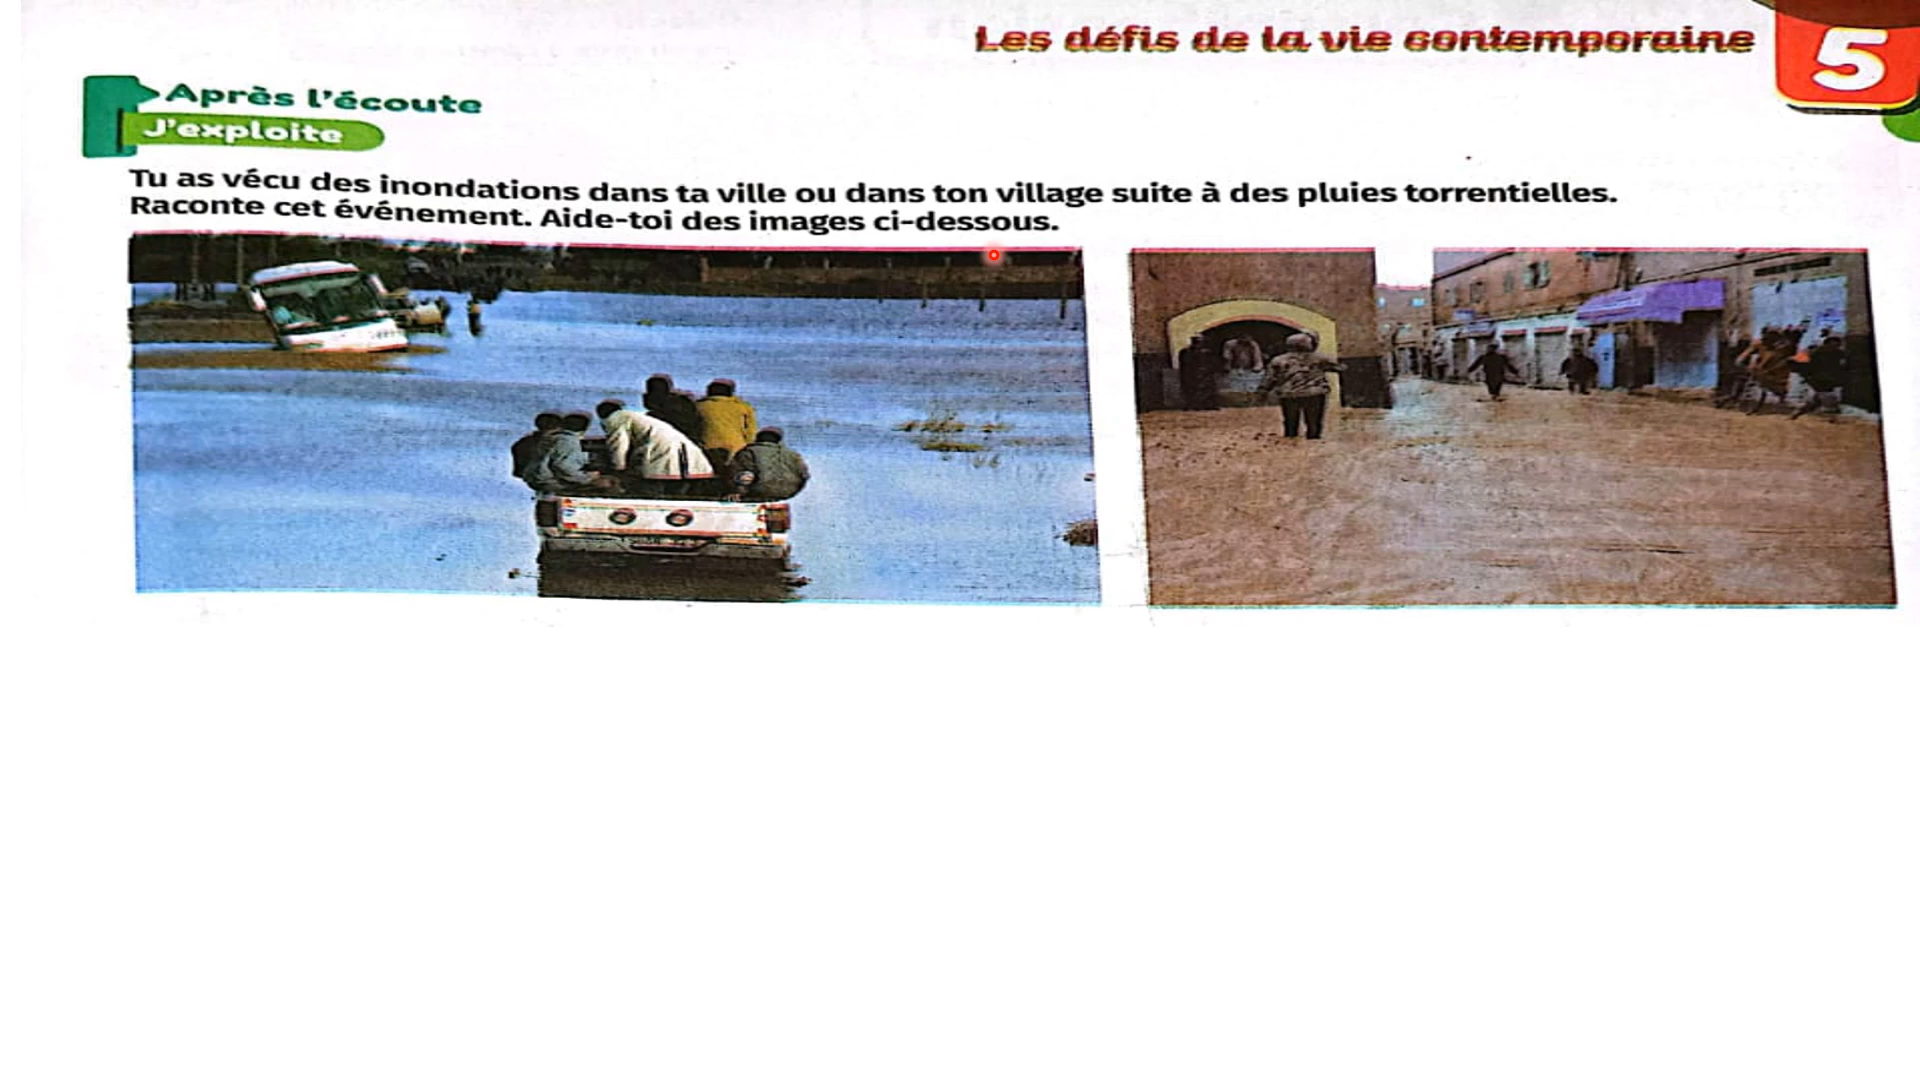 Les défis de la vie contemporaine
5
Après l'écoute
J'exploite
Tu as vécu des inondations dans ta ville ou dans ton village suite à des pluies torrentielles.
Raconte cet événement. Aide-toi des images ci-dessous.